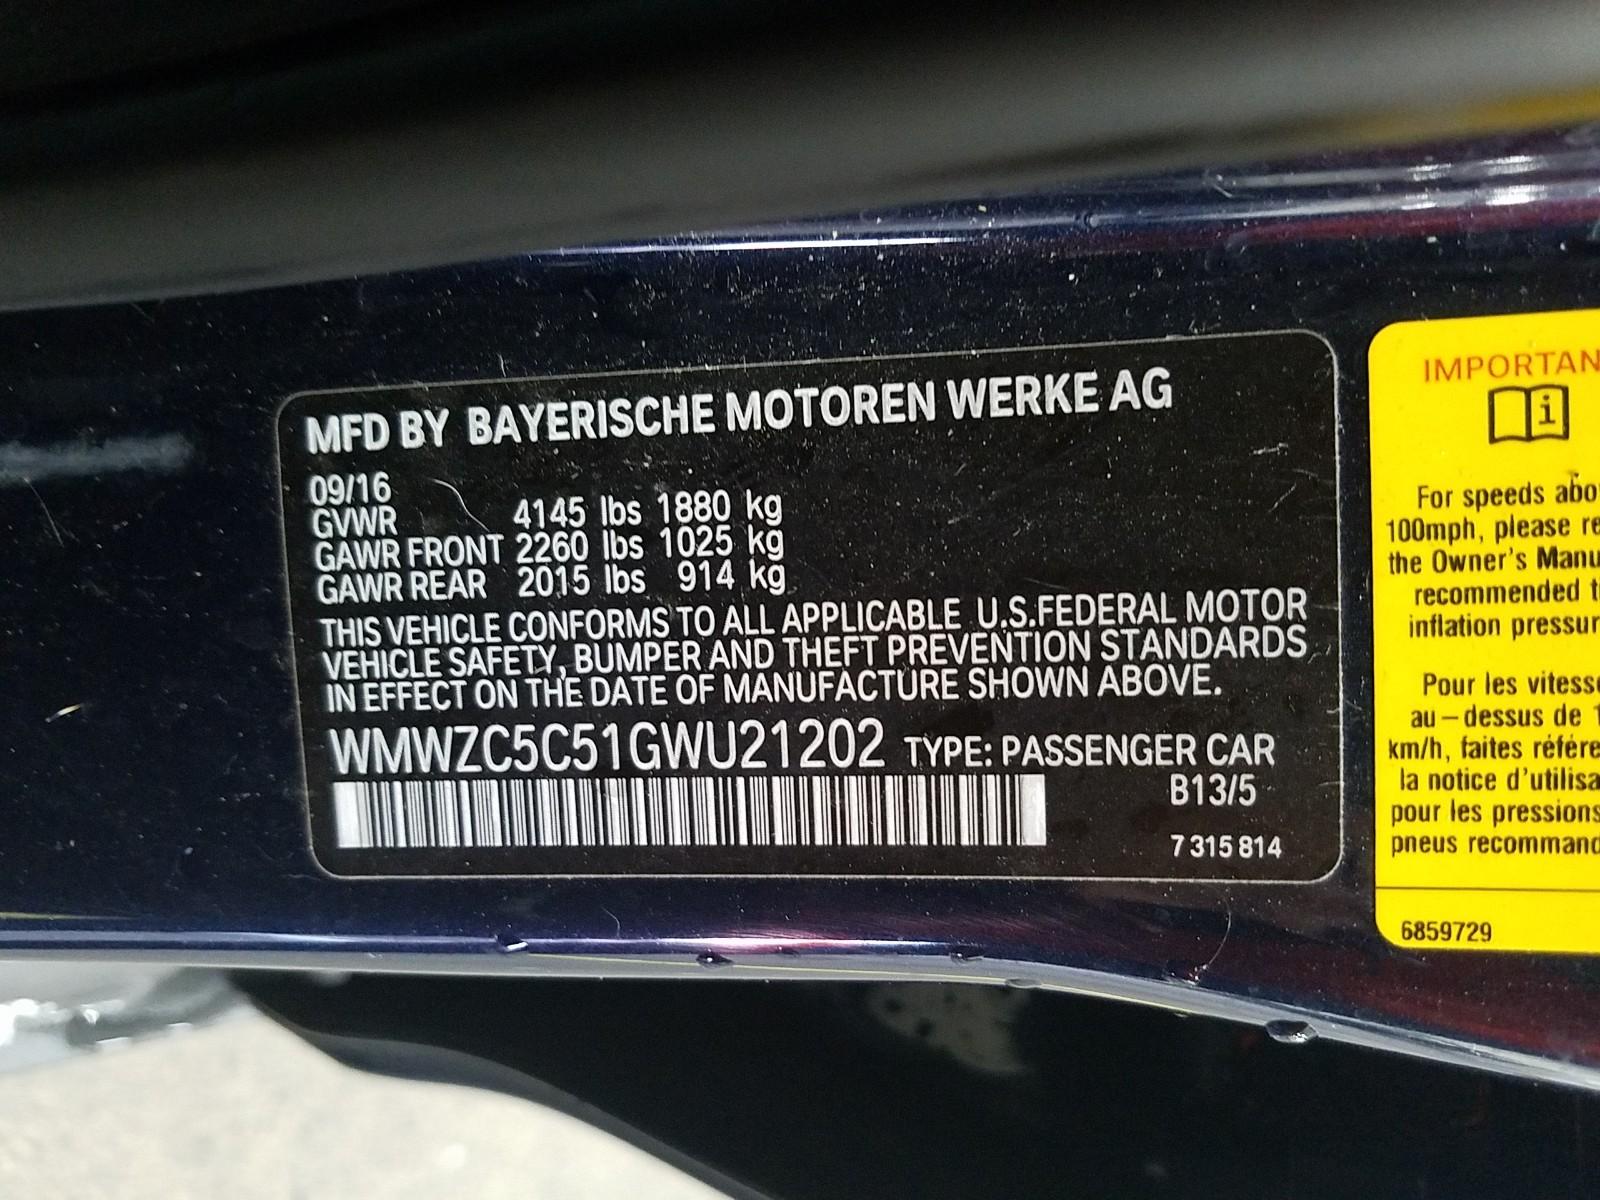 MFD BY BAYERISCHE MOTOREN WERKE AG
09/16
GVWR 4145 lbs 1880 kg
GAWR FRONT 2260 lbs 1025 kg
GAWR REAR 2015 lbs 914 kg
THIS VEHICLE CONFORMS TO ALL APPLICABLE U.S.FEDERAL MOTOR
VEHICLE SAFETY, BUMPER AND THEFT PREVENTION STANDARDS
IN EFFECT ON THE DATE OF MANUFACTURE SHOWN ABOVE.
WMWZC5C51GWU21202 TYPE: PASSENGER CAR
B13/5
7 315 814
IMPORTAN
i
For speeds abo
100mph, please re
the Owner's Manu
recommended ti
inflation pressur
Pour les vitesse
au-dessus de 1
km/h, faites référe
la notice d'utilisa
pour les pressions
pneus recommand
6859729